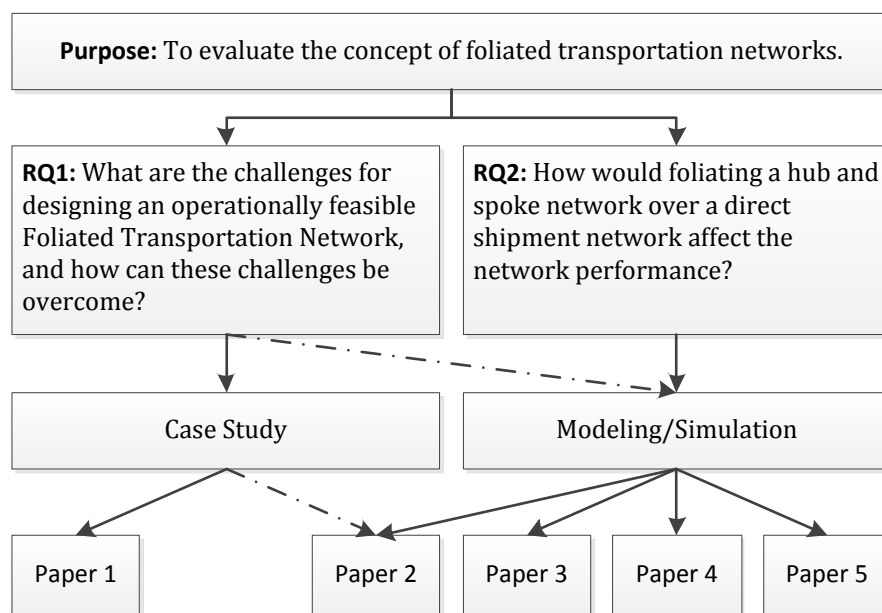 Purpose: To evaluate the concept of foliated transportation networks.
RQ1: What are the challenges for
designing an operationally feasible
Foliated Transportation Network,
and how can these challenges be
overcome?
RQ2: How would foliating a hub and
spoke network over a direct
shipment network affect the
network performance?
Case Study
Modeling/Simulation
Paper 1
Paper 2
Paper 3
Paper 4
Paper 5